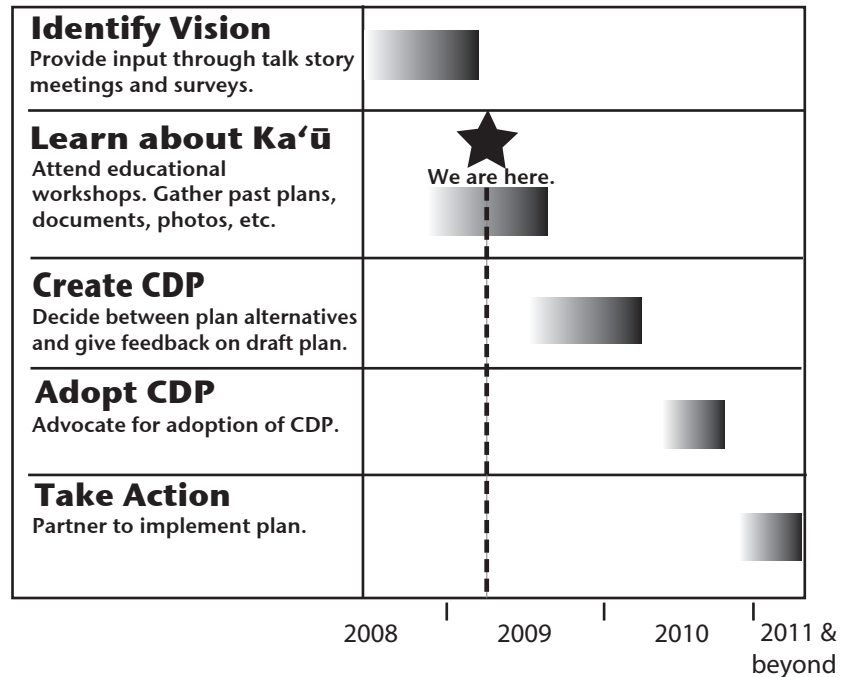 Identify Vision
Provide input through talk story
meetings and surveys.
Learn about Ka‘ū
Attend educational
workshops. Gather past plans,
documents, photos, etc.
We are here.
Create CDP
Decide between plan alternatives
and give feedback on draft plan.
Adopt CDP
Advocate for adoption of CDP.
Take Action
Partner to implement plan.
2008
2009
2010
2011 &
beyond